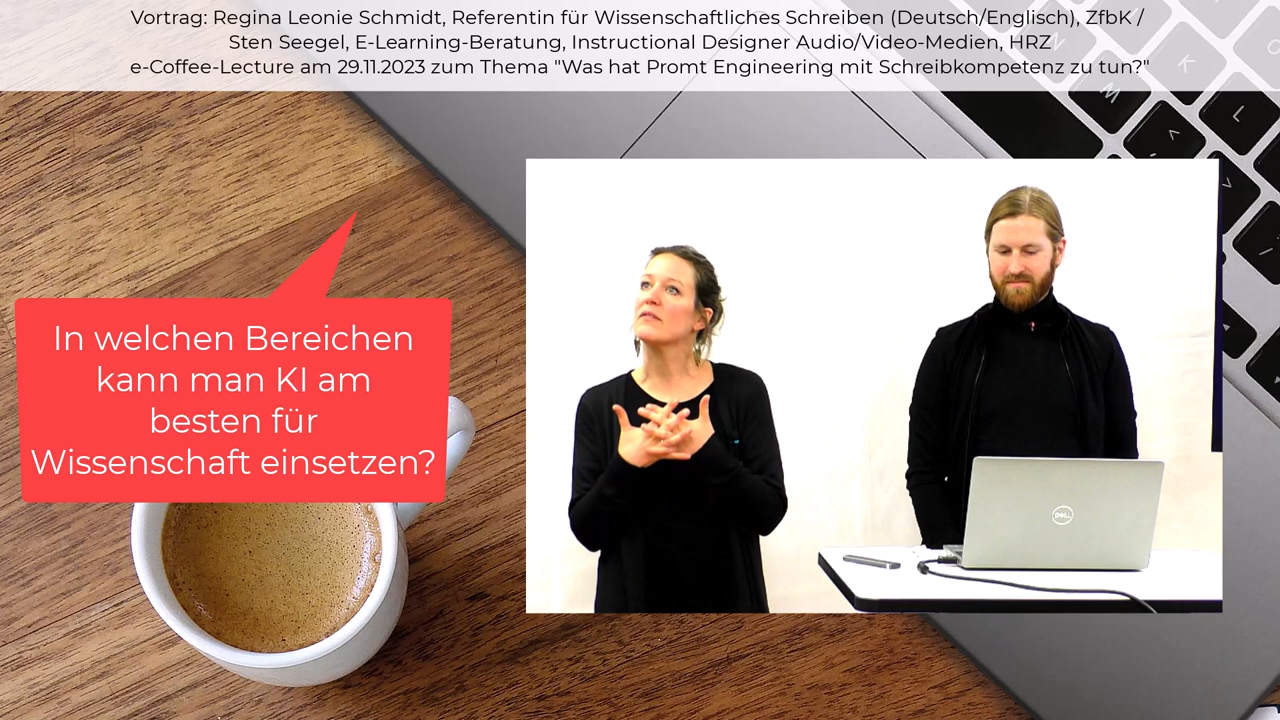 Vortrag: Regina Leonie Schmidt, Referentin für Wissenschaftliches Schreiben (Deutsch/Englisch), ZfbK /
Sten Seegel, E-Learning-Beratung, Instructional Designer Audio/Video-Medien, HRZ
e-Coffee-Lecture am 29.11.2023 zum Thema "Was hat Promt Engineering mit Schreibkompetenz zu tun?"
In welchen Bereichen
kann man KI am
besten für
Wissenschaft einsetzen?
DELL
N
K
M
L